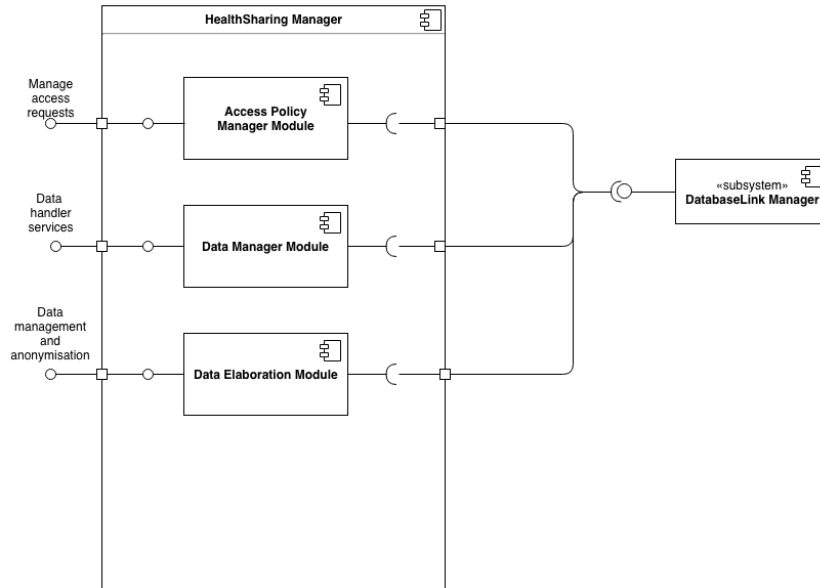 HealthSharing Manager
Manage
access
requests
Access Policy
Manager Module
«subsystem»
DatabaseLink Manager
Data
handler
services
Data Manager Module
Data
management
and
anonymisation
Data Elaboration Module